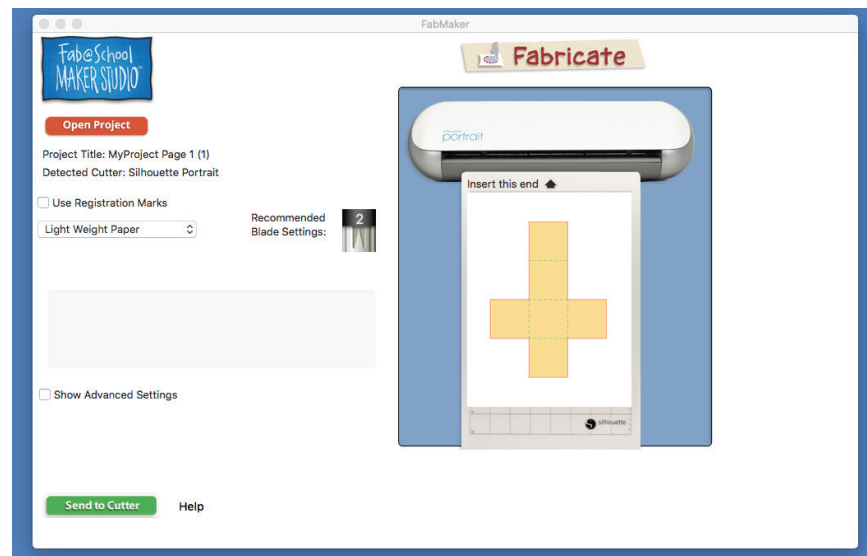 FabMaker
Fab@School
MAKER STUDIO™
Fabricate
Open Project
Project Title: MyProject Page 1 (1)
Detected Cutter: Silhouette Portrait
Use Registration Marks
Light Weight Paper
Recommended
Blade Settings:
2
silhouette
portrait
Insert this end
silhouette
Show Advanced Settings
Send to Cutter
Help